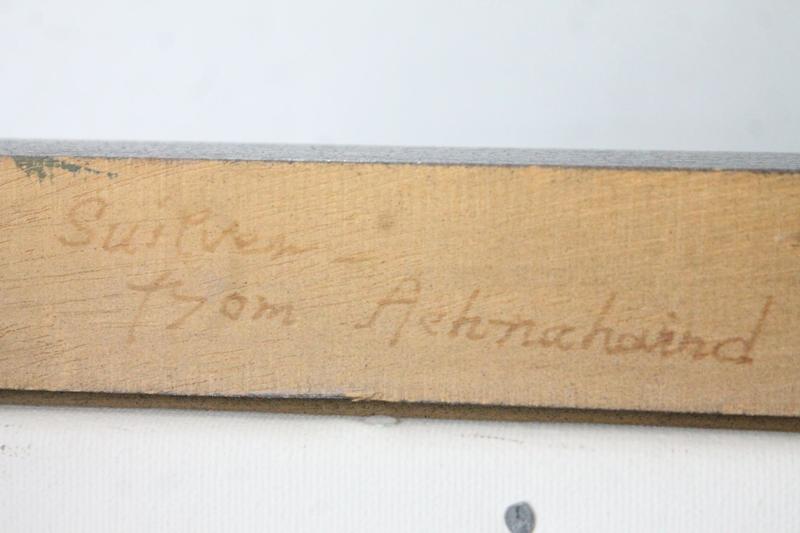 Suilven -
from Achnahaird